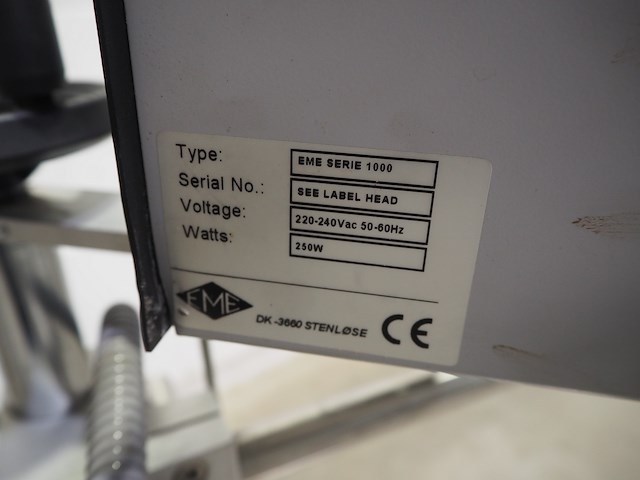 Type: EME SERIE 1000
Serial No.: SEE LABEL HEAD
Voltage: 220-240Vac 50-60Hz
Watts: 250W
EME DK-3660 STENLØSE CE